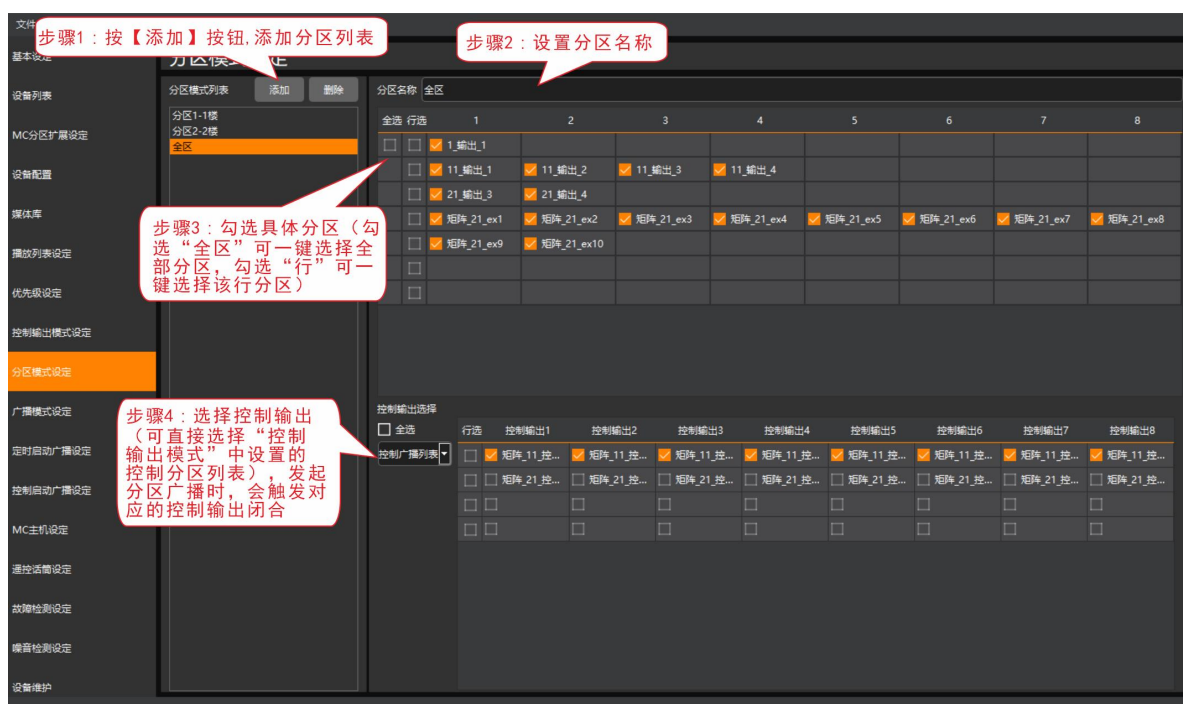 文件
步骤1：按【添加】按钮,添加分区列表
步骤2：设置分区名称
基本设定
分区模式设定
设备列表
MC分区扩展设定
设备配置
媒体库
播放列表设定
优先级设定
控制输出模式设定
分区模式设定
广播模式设定
定时启动广播设定
控制启动广播设定
MC主机设定
遥控话筒设定
故障检测设定
噪音检测设定
设备维护
分区模式列表 添加 删除
分区1-1楼
分区2-2楼
全区
分区名称 全区
全选 行选 1 2 3 4 5 6 7 8
1_输出_1
11_输出_1 11_输出_2 11_输出_3 11_输出_4
21_输出_3 21_输出_4
矩阵_21_ex1 矩阵_21_ex2 矩阵_21_ex3 矩阵_21_ex4 矩阵_21_ex5 矩阵_21_ex6 矩阵_21_ex7 矩阵_21_ex8
矩阵_21_ex9 矩阵_21_ex10
步骤3：勾选具体分区（勾
选“全区”可一键选择全
部分区，勾选“行”可一
键选择该行分区）
步骤4：选择控制输出
（可直接选择“控制
输出模式”中设置的
控制分区列表），发起
分区广播时，会触发对
应的控制输出闭合
控制输出选择
全选 行选 控制输出1 控制输出2 控制输出3 控制输出4 控制输出5 控制输出6 控制输出7 控制输出8
控制广播列表 矩阵_11_控... 矩阵_11_控... 矩阵_11_控... 矩阵_11_控... 矩阵_11_控... 矩阵_11_控... 矩阵_11_控... 矩阵_11_控...
矩阵_21_控... 矩阵_21_控... 矩阵_21_控... 矩阵_21_控... 矩阵_21_控... 矩阵_21_控... 矩阵_21_控... 矩阵_21_控...